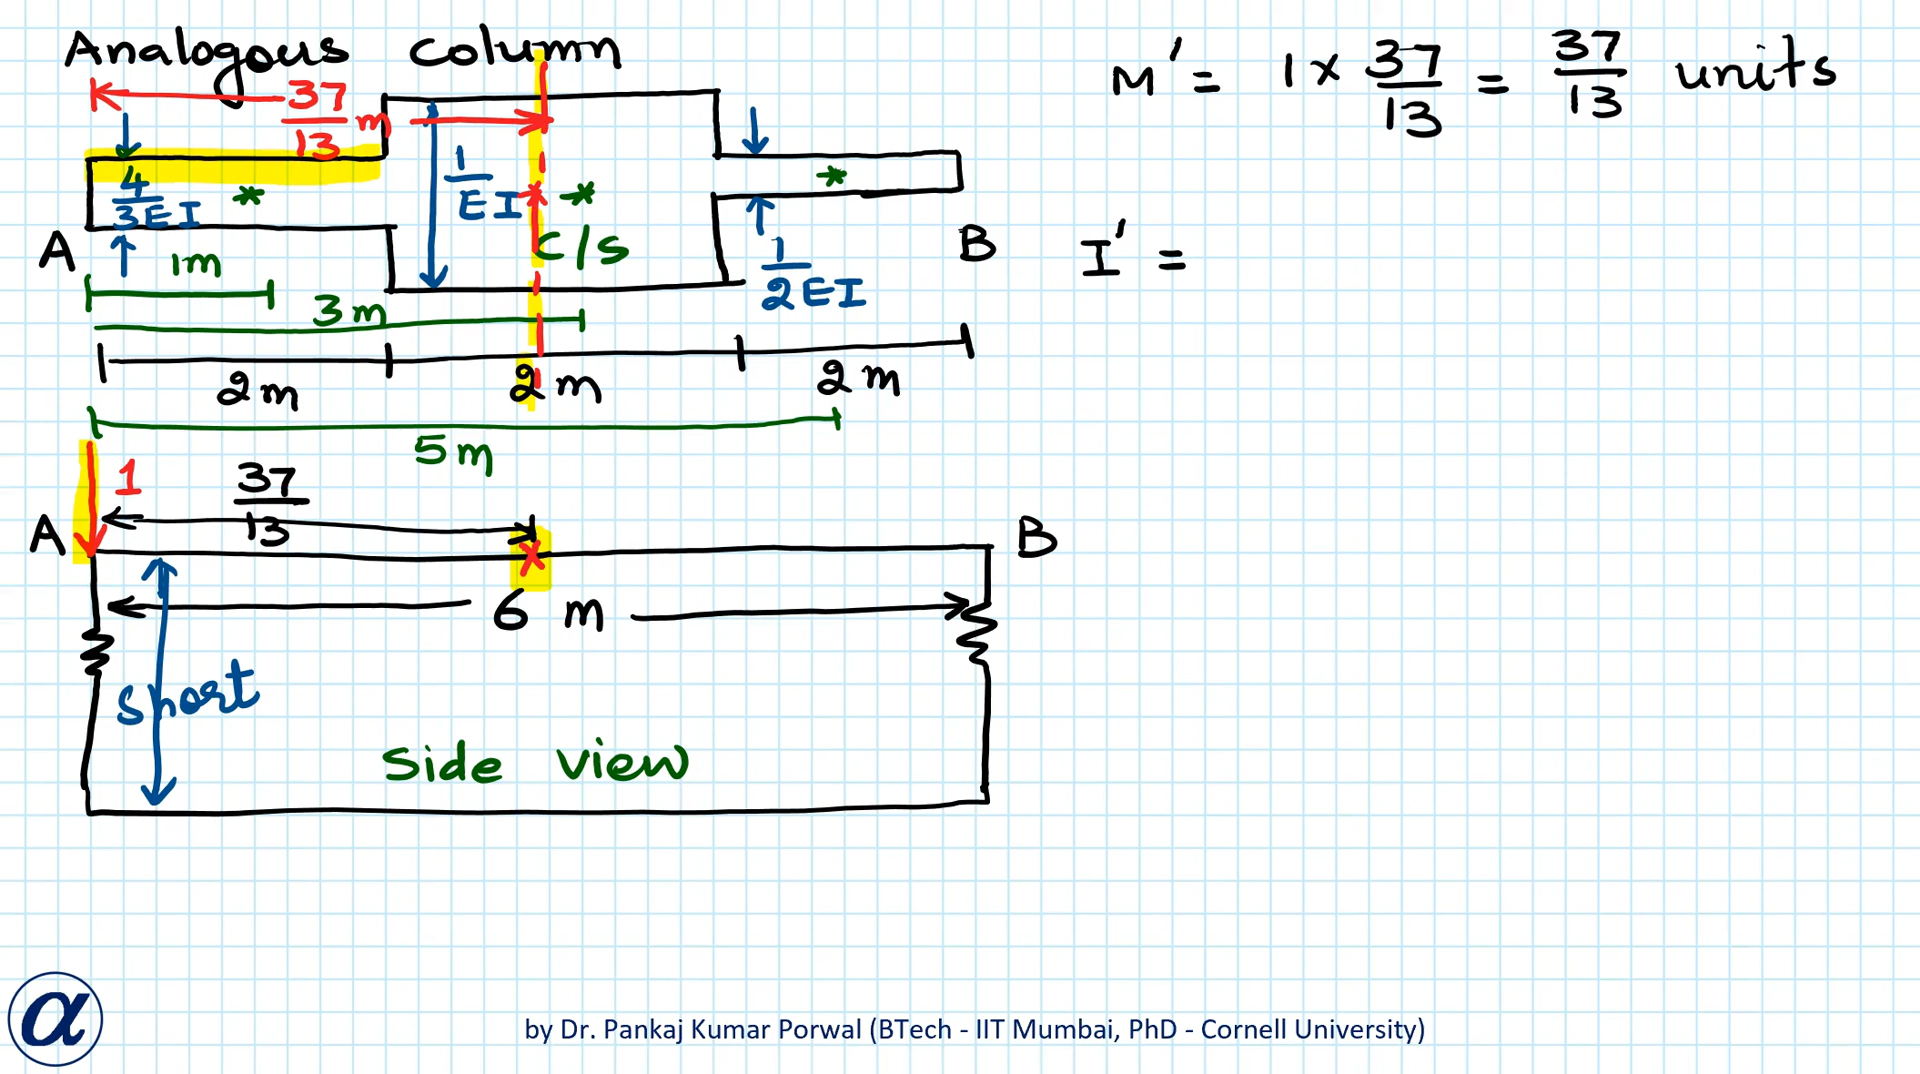 Analogous column
37/13 m
4/3EI
1/EI
C/S
1/2EI
A
B
1m
3m
2m
2m
2m
5m
1
37/13
A
B
6 m
Short
Side view
M' = 1 × 37/13 = 37/13 units
I' =
α
by Dr. Pankaj Kumar Porwal (BTech - IIT Mumbai, PhD - Cornell University)